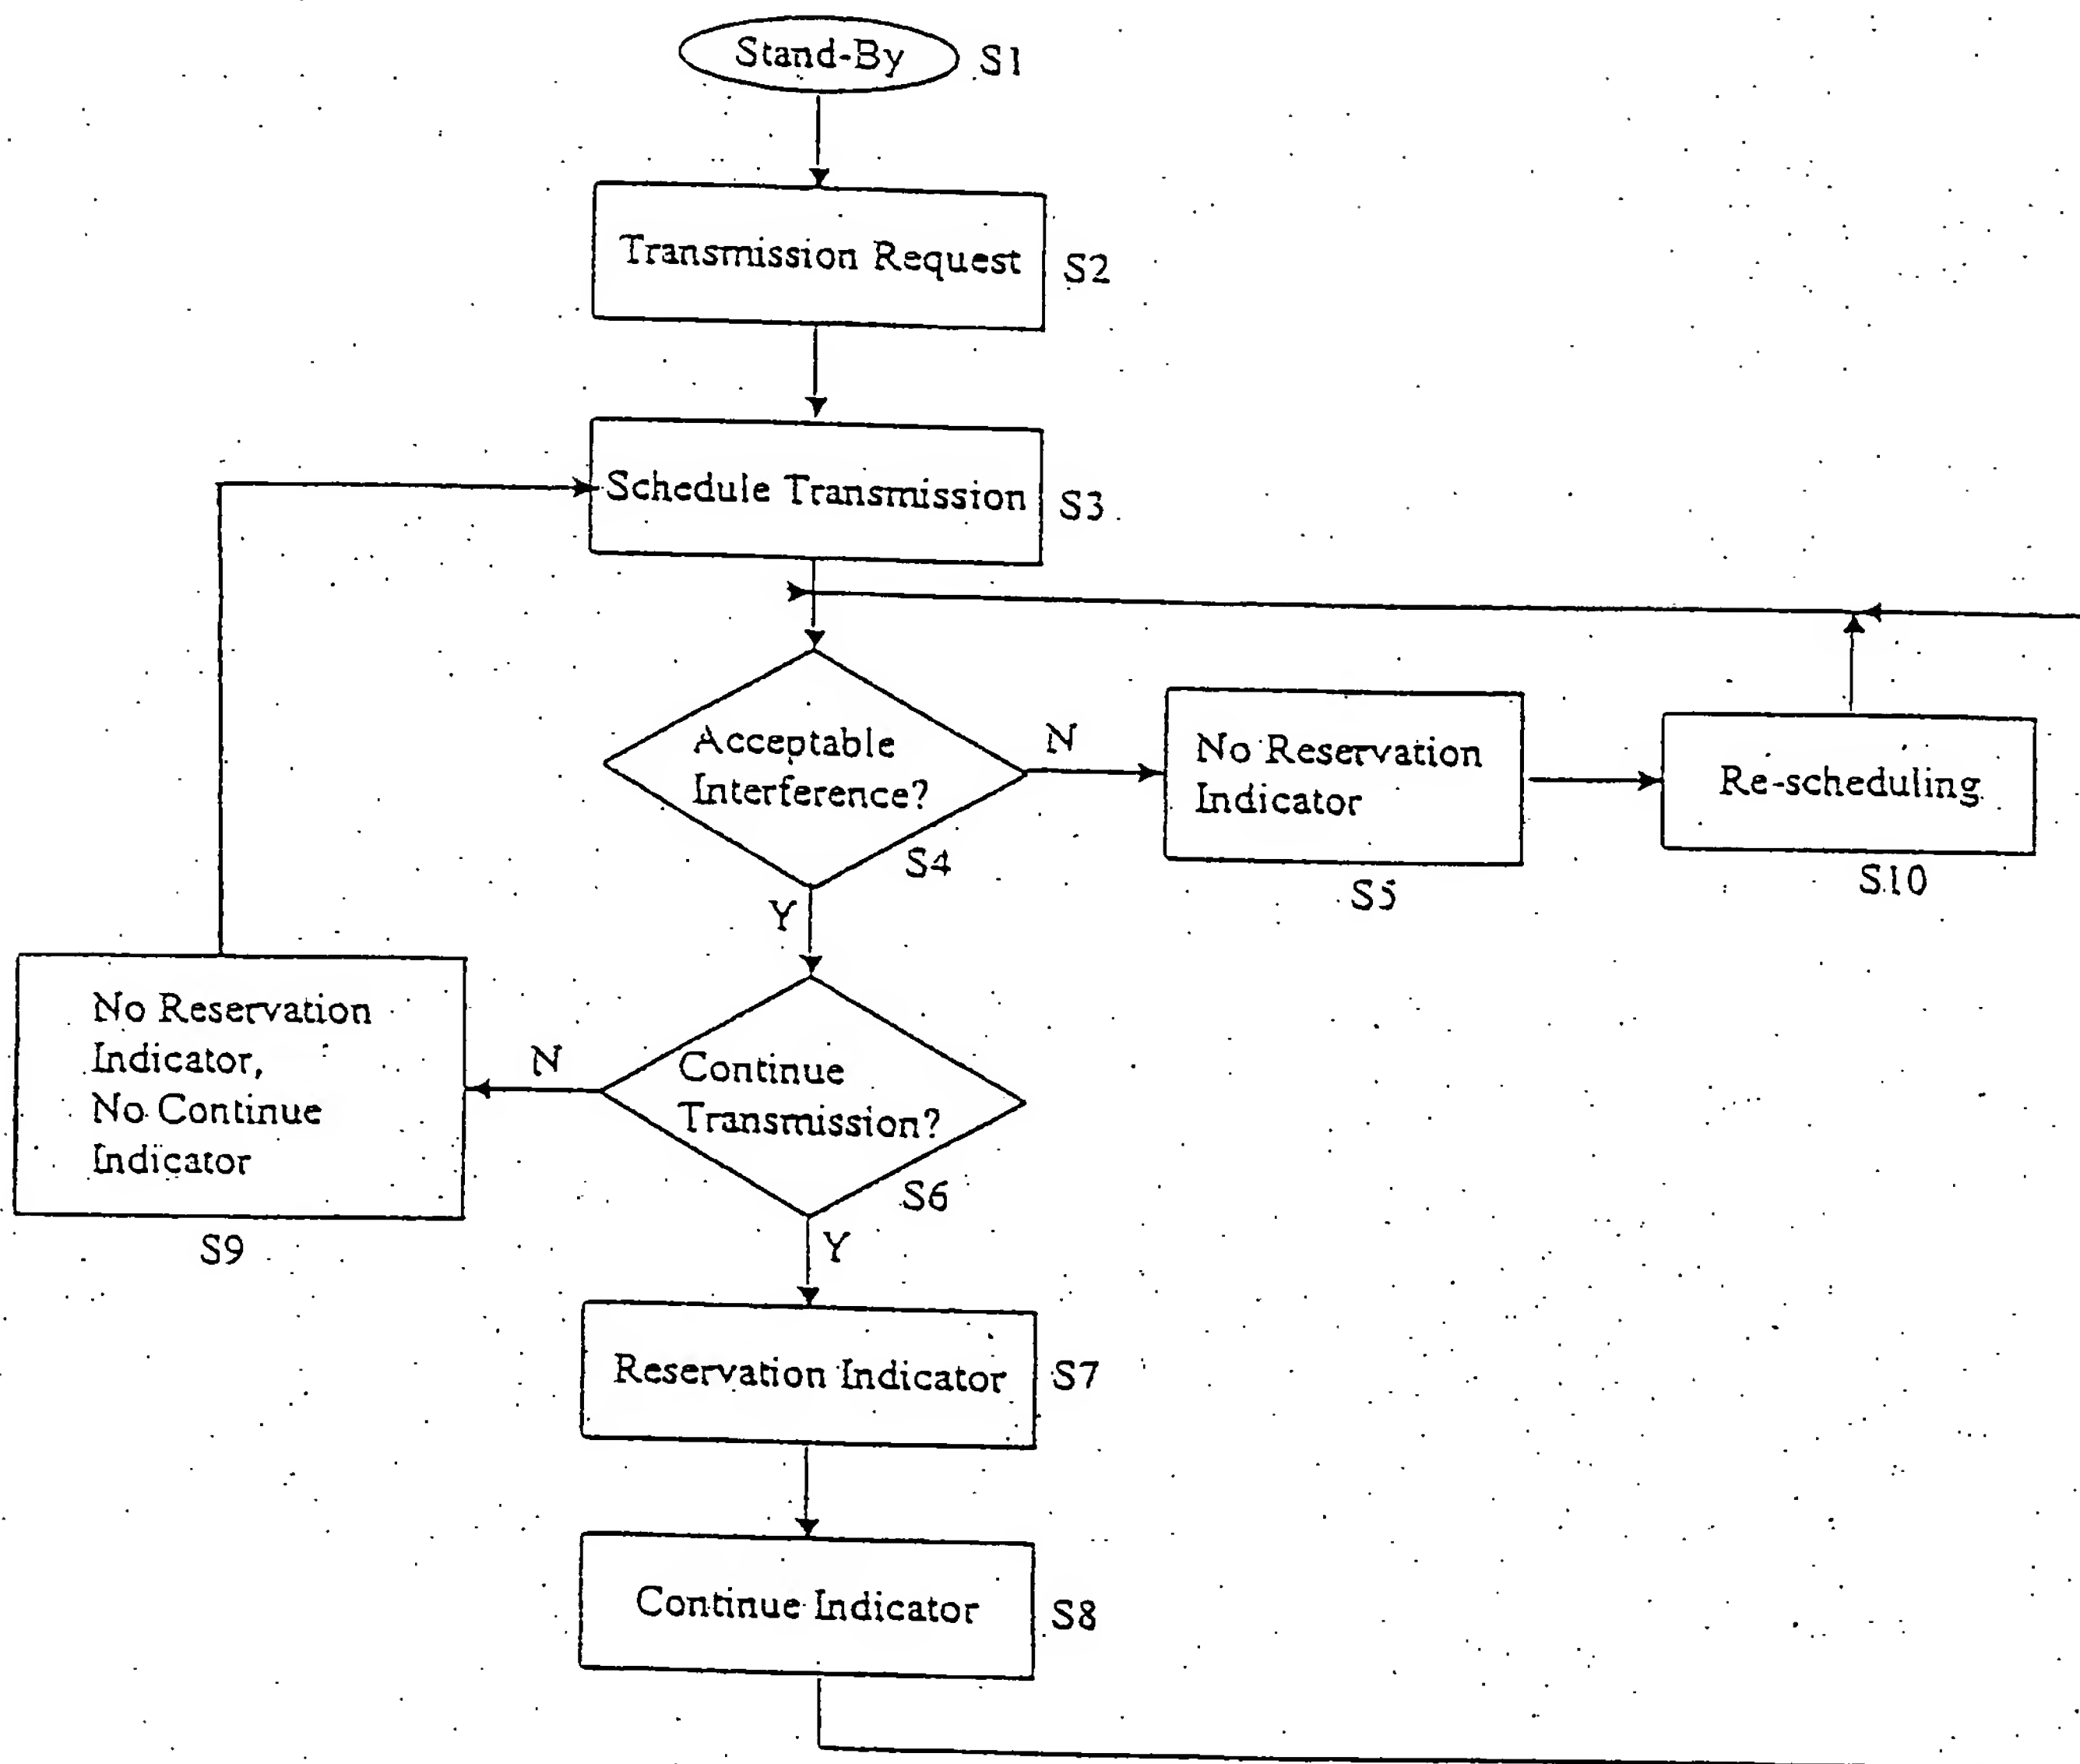 Stand-By S1
Transmission Request S2
Schedule Transmission S3
Acceptable
Interference?
S4
N
No Reservation
Indicator
S5
Re-scheduling
S10
Y
Continue
Transmission?
S6
N
No Reservation
Indicator,
No Continue
Indicator
S9
Y
Reservation Indicator S7
Continue Indicator S8